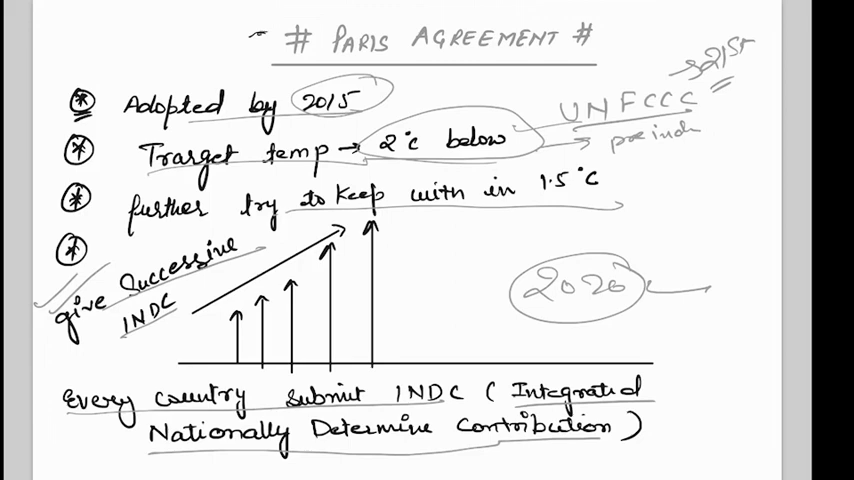 # PARIS AGREEMENT #
→ 21st
UNFCCC
* Adopted by 2015
* Trarget temp → 2°c below → pre indu
* further try to keep with in 1.5°C
*
give Successive
INDC
2020
Every country submit INDC ( Integrated
Nationally Determine Contribution )